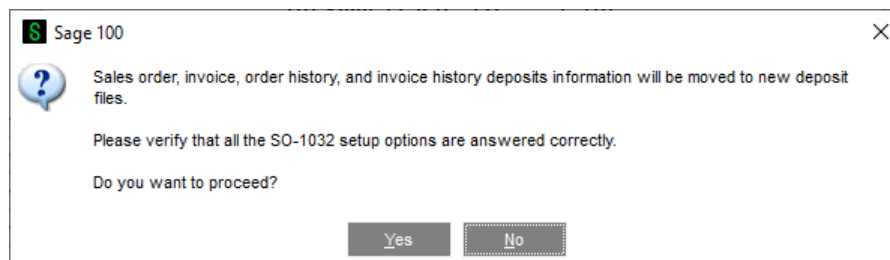 Sage 100
Sales order, invoice, order history, and invoice history deposits information will be moved to new deposit
files.
Please verify that all the SO-1032 setup options are answered correctly.
Do you want to proceed?
Yes
No